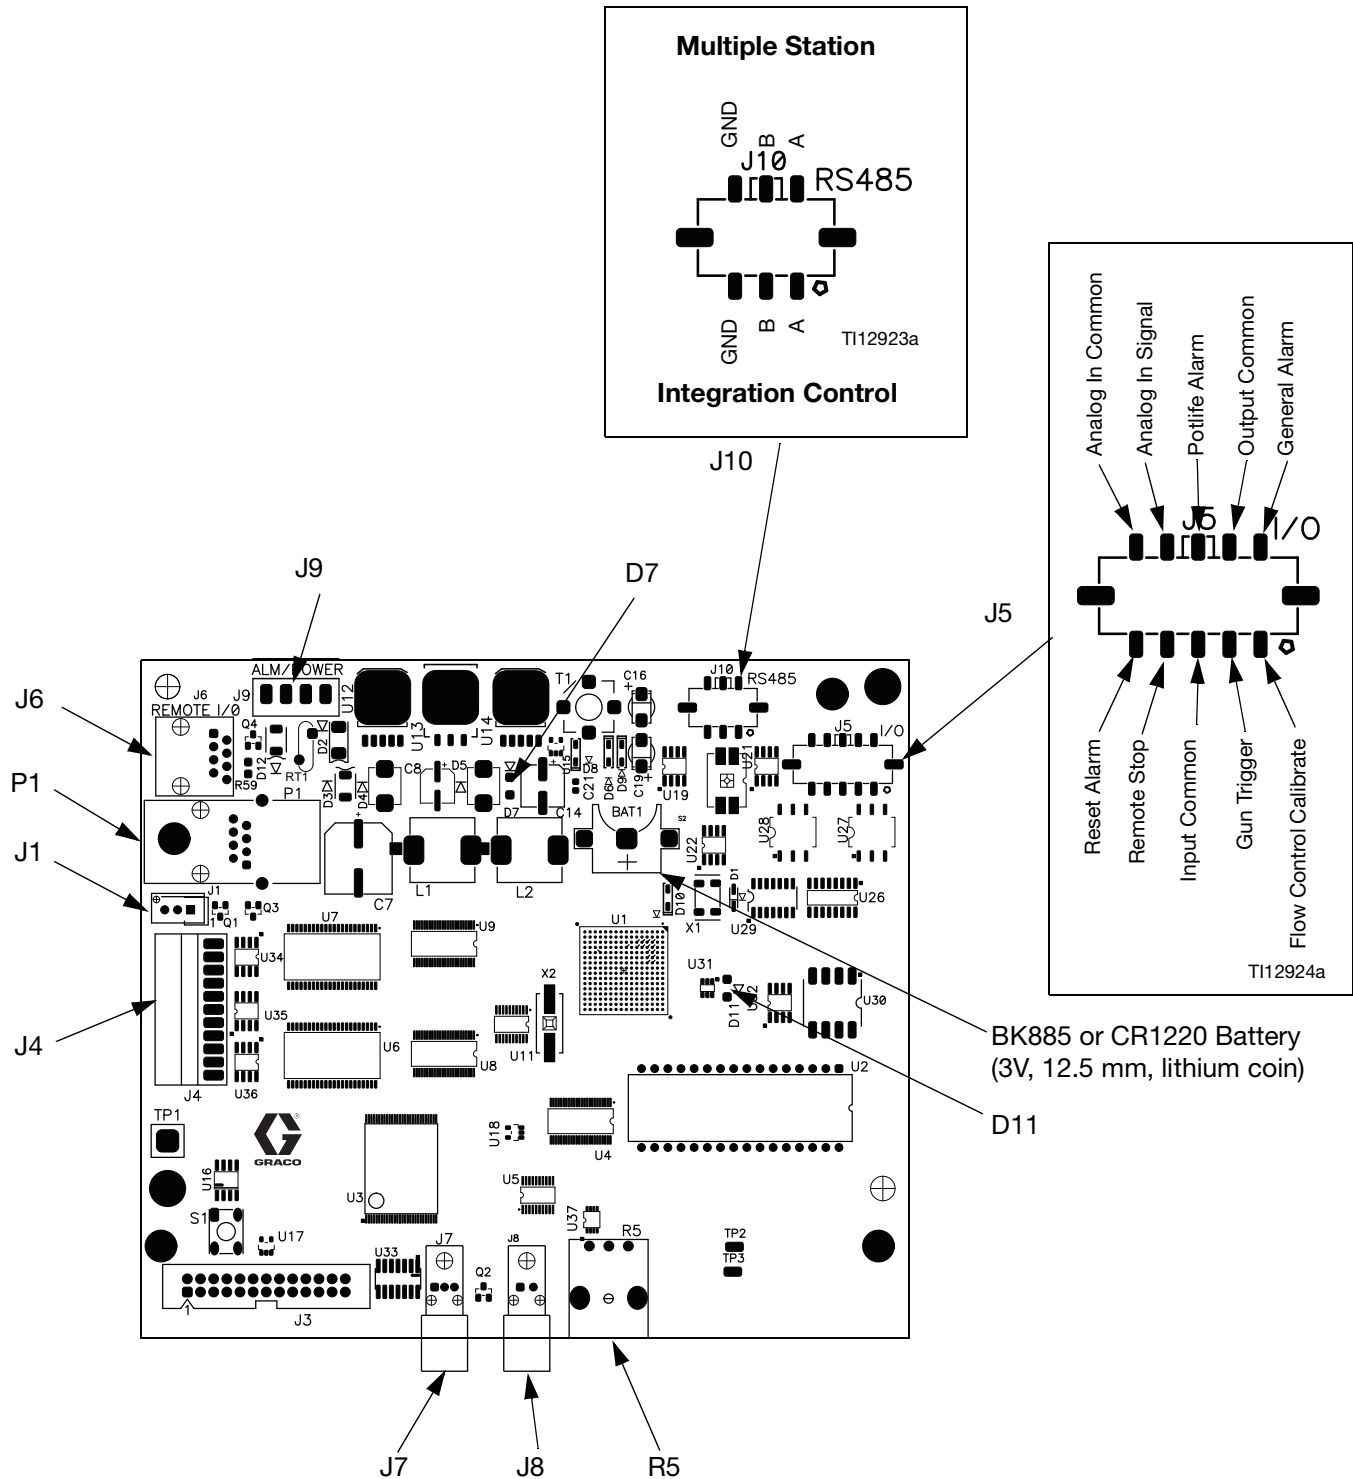 Multiple Station
GND
B
A
J10
RS485
GND
B
A
TI12923a
Integration Control
J10
Analog In Common
Analog In Signal
Potlife Alarm
Output Common
General Alarm
J5
I/O
Reset Alarm
Remote Stop
Input Common
Gun Trigger
Flow Control Calibrate
TI12924a
J9
D7
J5
J6
P1
J1
J4
BK885 or CR1220 Battery
(3V, 12.5 mm, lithium coin)
D11
J7
J8
R5
ALM/POWER
J9
J6
REMOTE I/O
Q4
D12
R59
RT1
D2
U12
U13
U14
T1
C16
J10
RS485
J5
I/O
P1
D3
D4
C8
D5
D7
C14
U15
D8
C21
D6
D9
C19
U19
U21
BAT1
S2
U22
U28
U27
C7
L1
L2
J1
1
Q1
Q3
U7
U9
U1
D10
X1
D1
U29
U26
U34
U35
U36
J4
U6
U8
U11
X2
U31
D11
U32
U30
U2
TP1
GRACO
®
U16
S1
U17
U3
U18
U4
U5
U37
R5
TP2
TP3
U33
J7
Q2
J8
1
J3